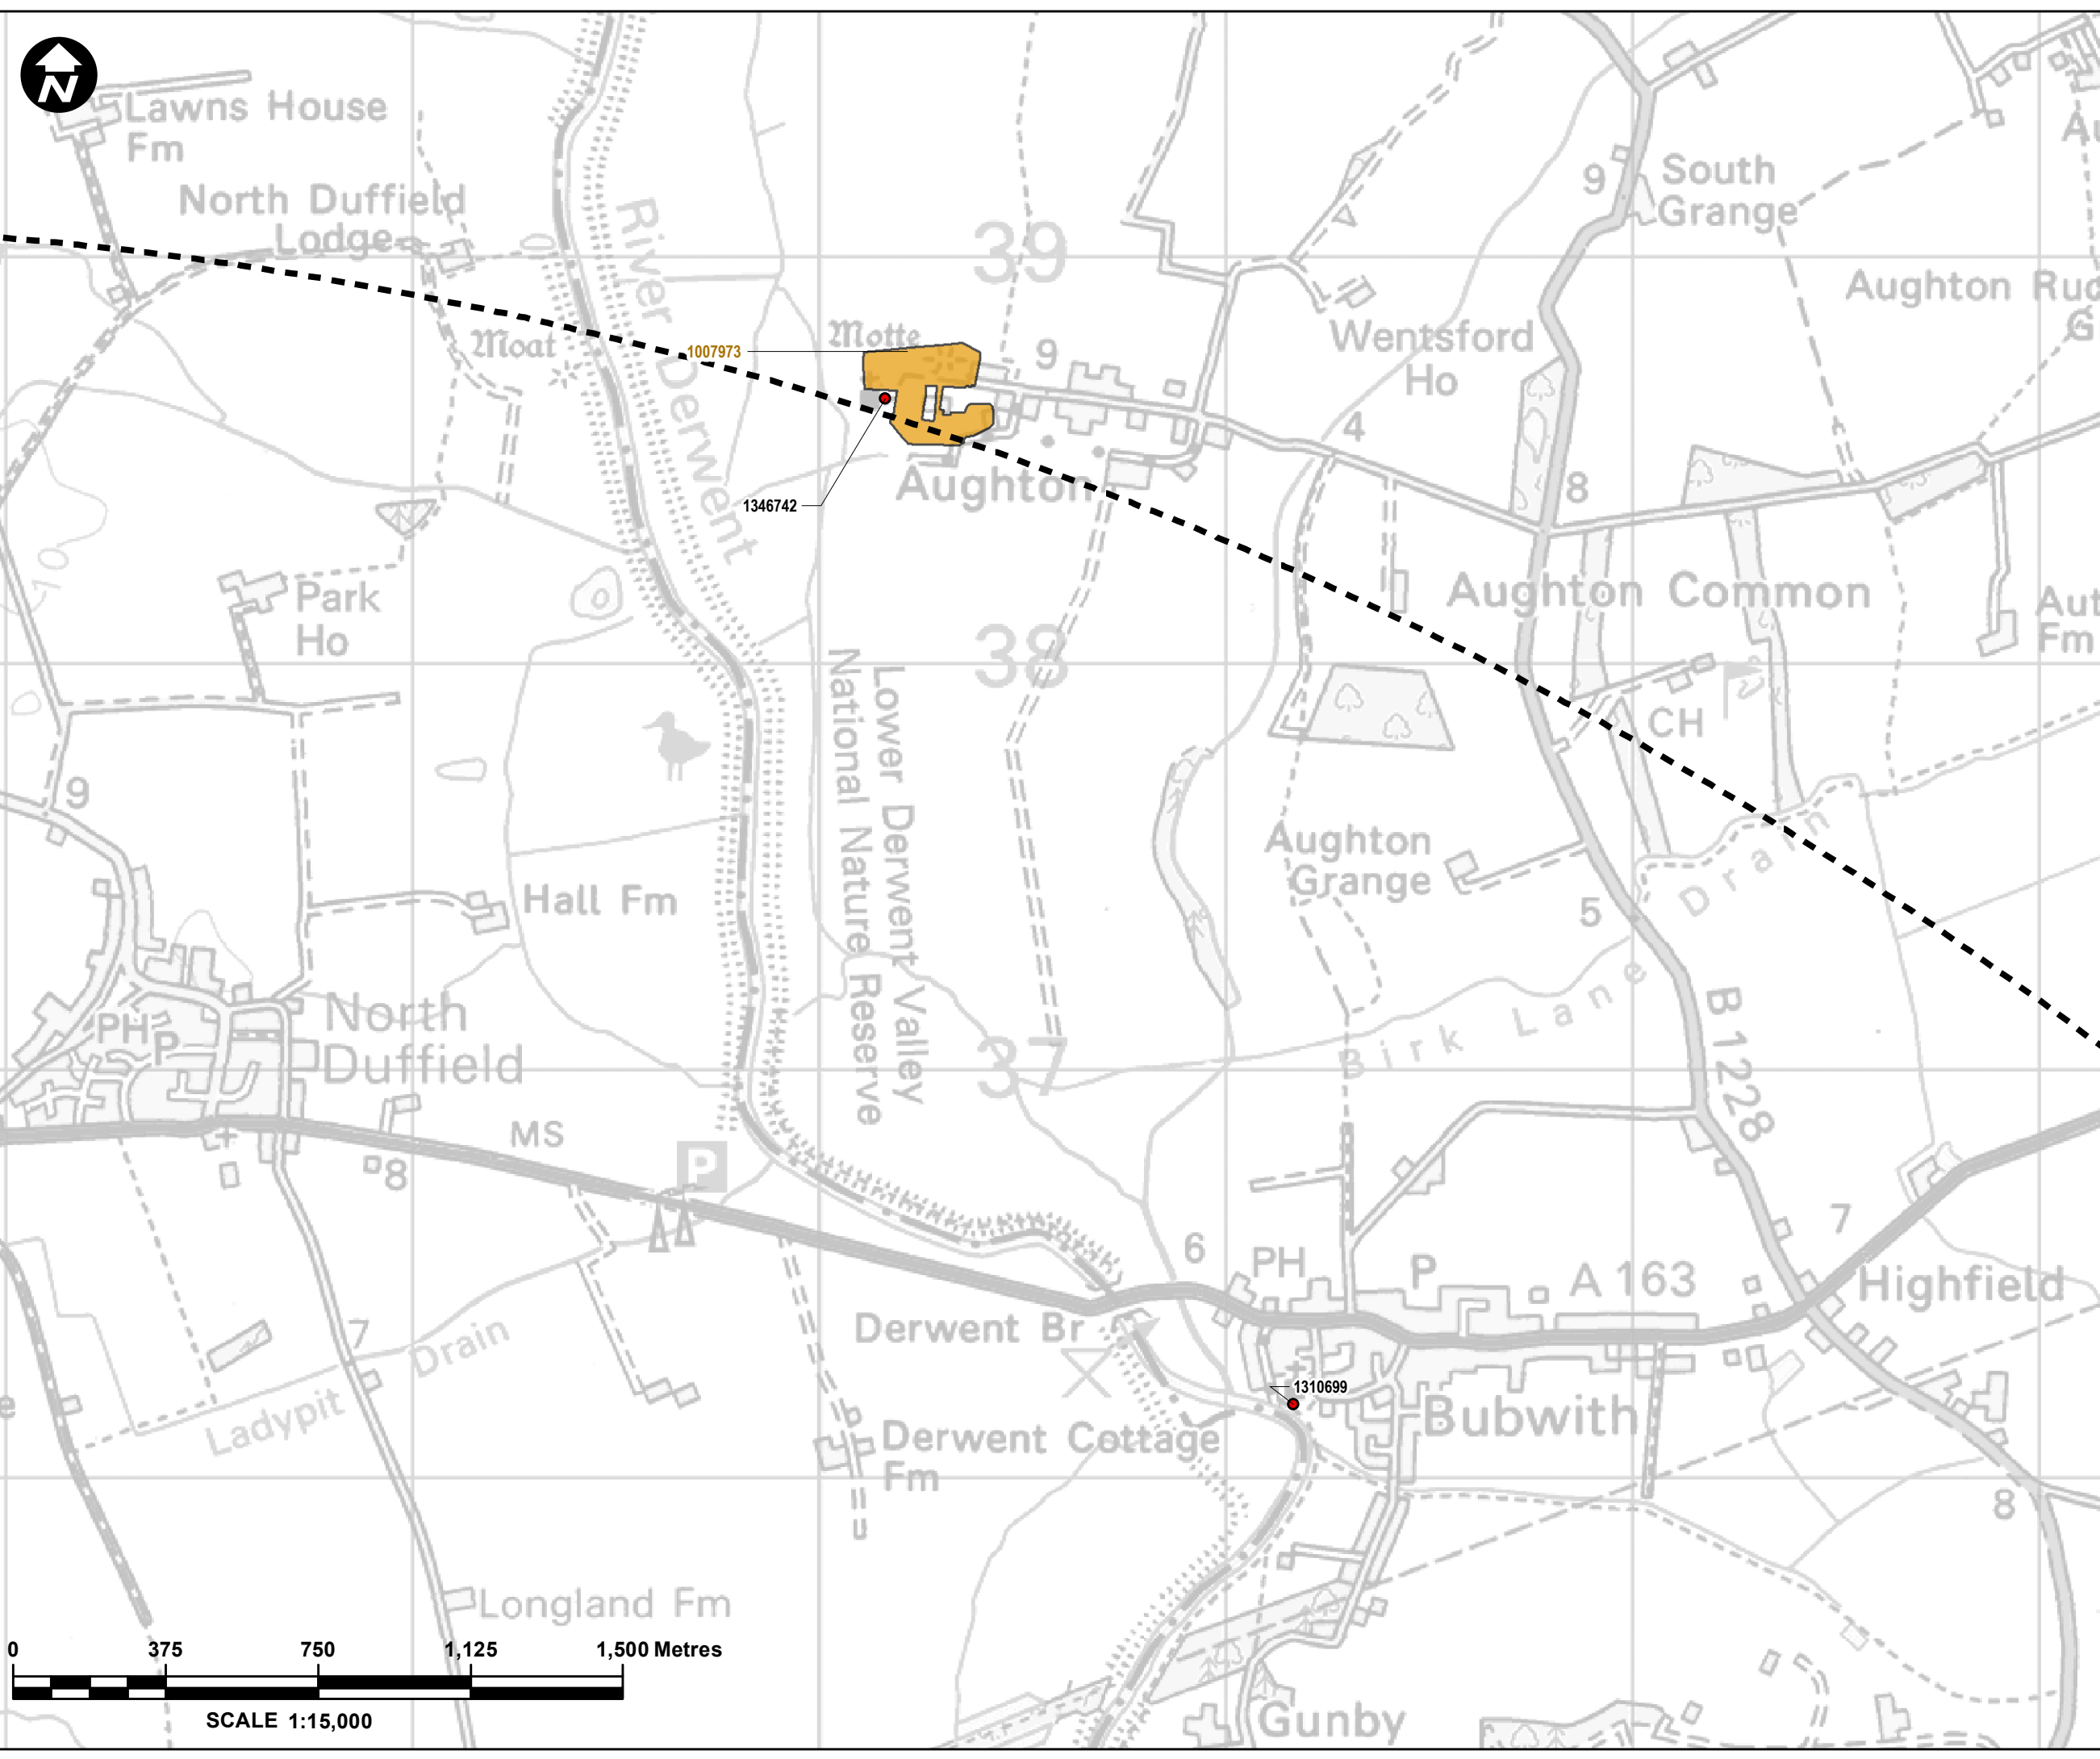 N
Lawns House
Fm
North Duffield
Lodge
River Derwent
39
9
South
Grange
Aughton
Moat
Motte
1007973
9
Wentsford
Ho
4
8
1346742
Aughton
10
Park
Ho
38
Aughton Common
Fm
CH
9
Lower Derwent Valley
National Nature Reserve
Aughton
Grange
5
Drain
Hall Fm
North
Duffield
PH
P
37
Birk Lane
B 1228
MS
8
P
6
PH
P
A 163
7
Highfield
Derwent Br
7
Ladypit Drain
1310699
Bubwith
Derwent Cottage
Fm
8
Longland Fm
0 375 750 1,125 1,500 Metres
SCALE 1:15,000
Gunby